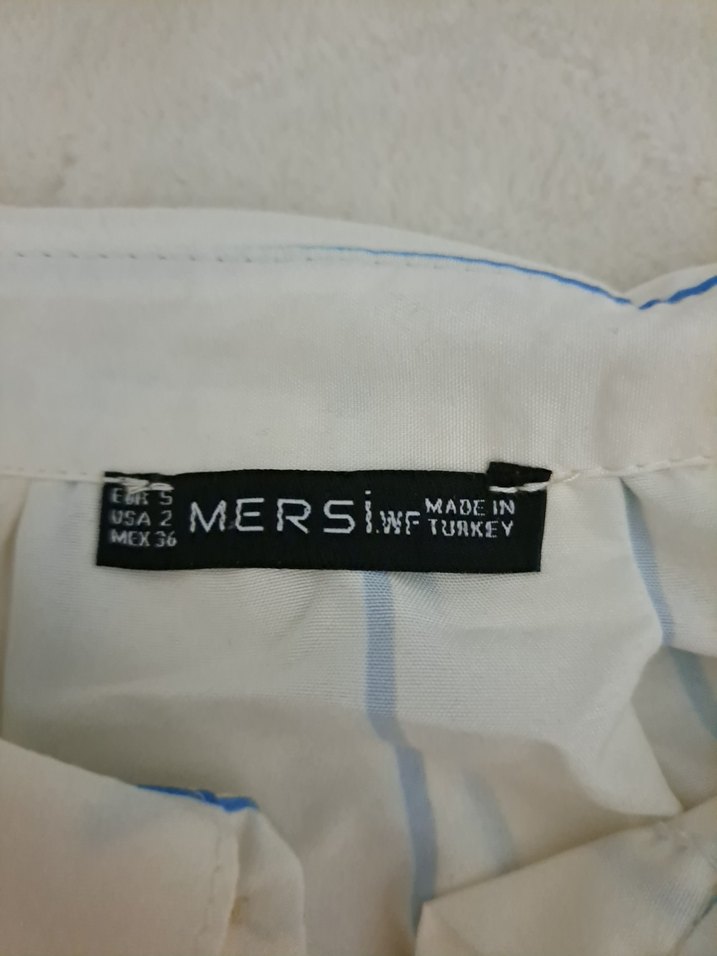 EUR S
USA 2
MEX 36
MERSİ.WF
MADE IN
TURKEY